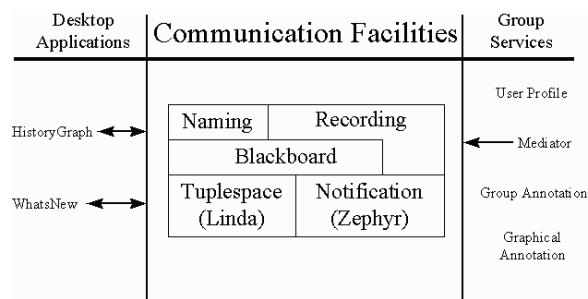 Desktop
Applications
Communication Facilities
Group
Services
HistoryGraph
WhatsNew
Naming
Recording
Blackboard
Tuplespace
(Linda)
Notification
(Zephyr)
User Profile
Mediator
Group Annotation
Graphical
Annotation